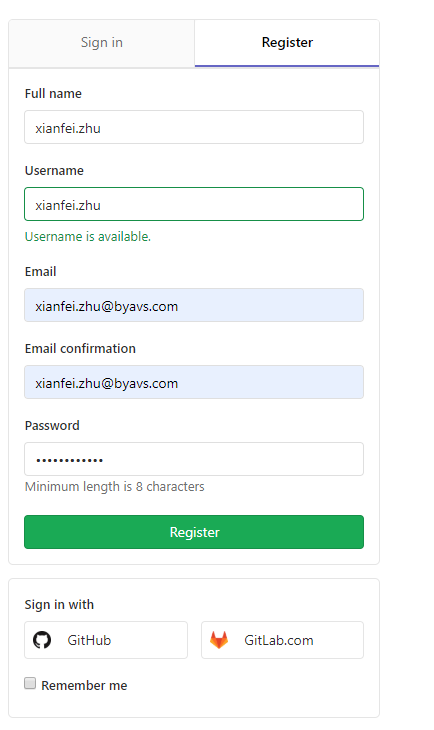 Sign in Register
Full name
xianfei.zhu
Username
xianfei.zhu
Username is available.
Email
xianfei.zhu@byavs.com
Email confirmation
xianfei.zhu@byavs.com
Password
••••••••••••
Minimum length is 8 characters
Register
Sign in with
GitHub GitLab.com
Remember me